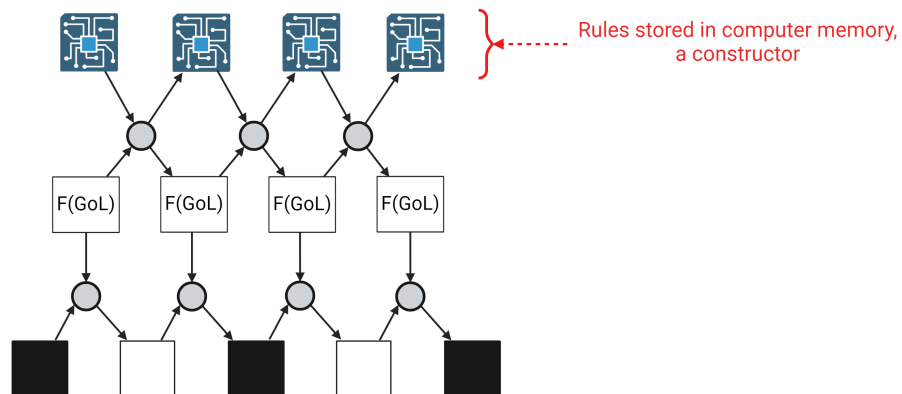 Rules stored in computer memory,
a constructor
F(GoL) F(GoL) F(GoL) F(GoL)